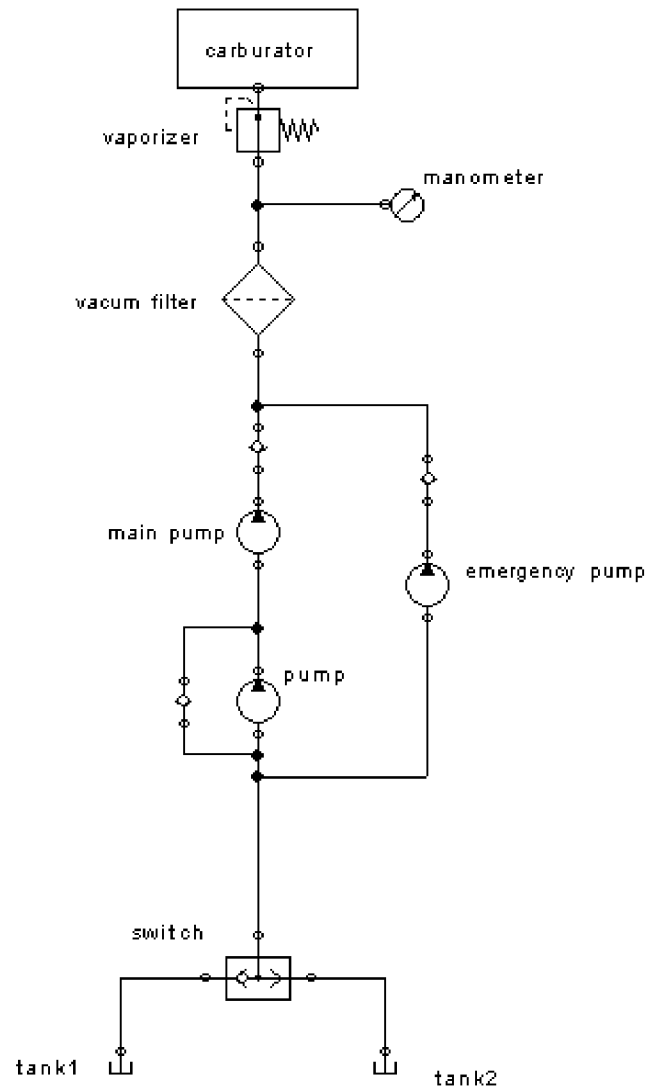 carburator
vaporizer
manometer
vacum filter
main pump
emergency pump
pump
switch
tank1
tank2